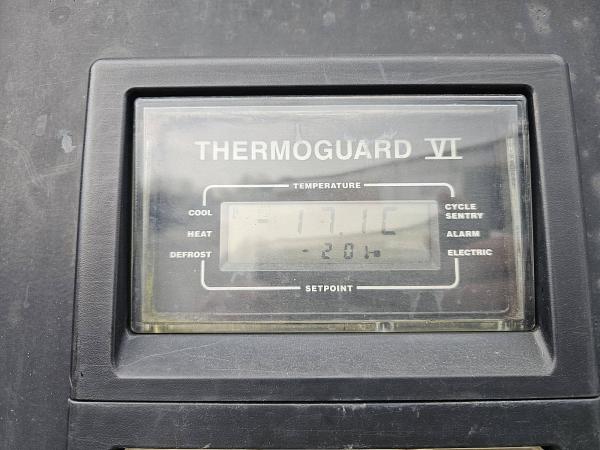 THERMOGUARD VI
TEMPERATURE
COOL
HEAT
DEFROST
-17.1C
CYCLE
SENTRY
ALARM
ELECTRIC
SETPOINT